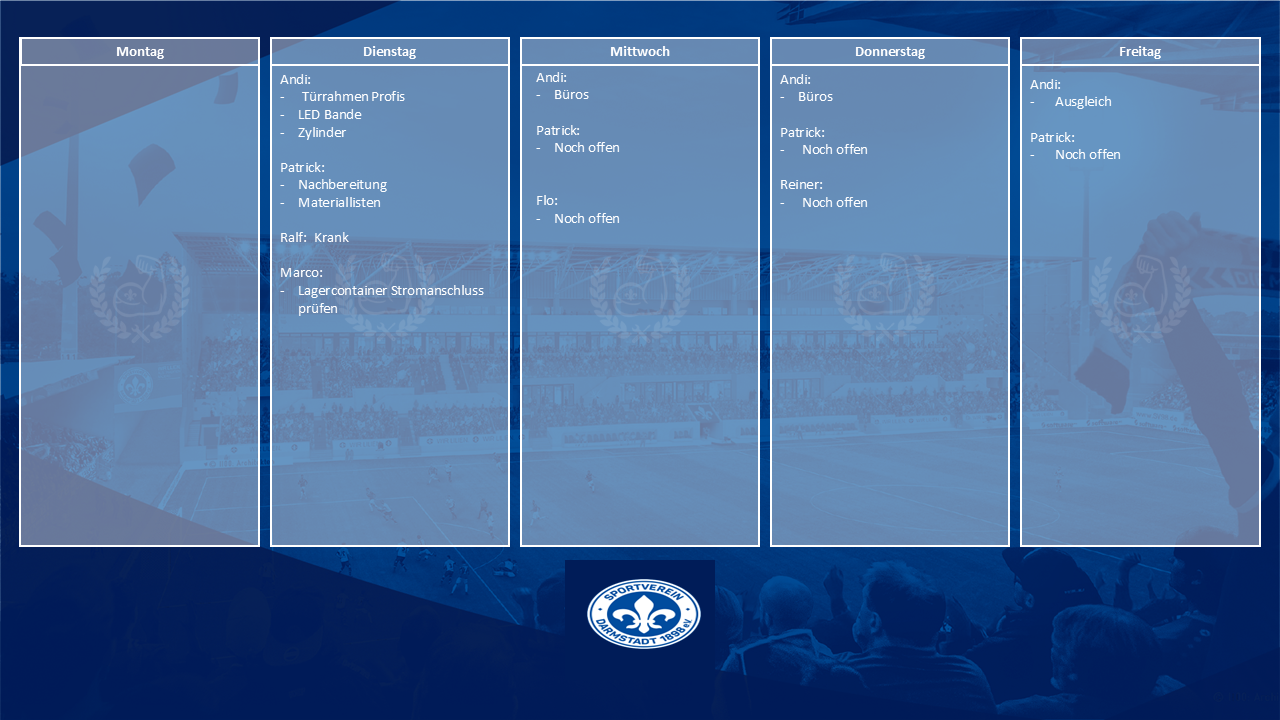 Montag
Dienstag
Andi:
- Türrahmen Profis
- LED Bande
- Zylinder
Patrick:
- Nachbereitung
- Materiallisten
Ralf: Krank
Marco:
- Lagercontainer Stromanschluss
prüfen
Mittwoch
Andi:
- Büros
Patrick:
- Noch offen
Flo:
- Noch offen
Donnerstag
Andi:
- Büros
Patrick:
- Noch offen
Reiner:
- Noch offen
Freitag
Andi:
- Ausgleich
Patrick:
- Noch offen
SPORTVEREIN
DARMSTADT 1898 e.V.